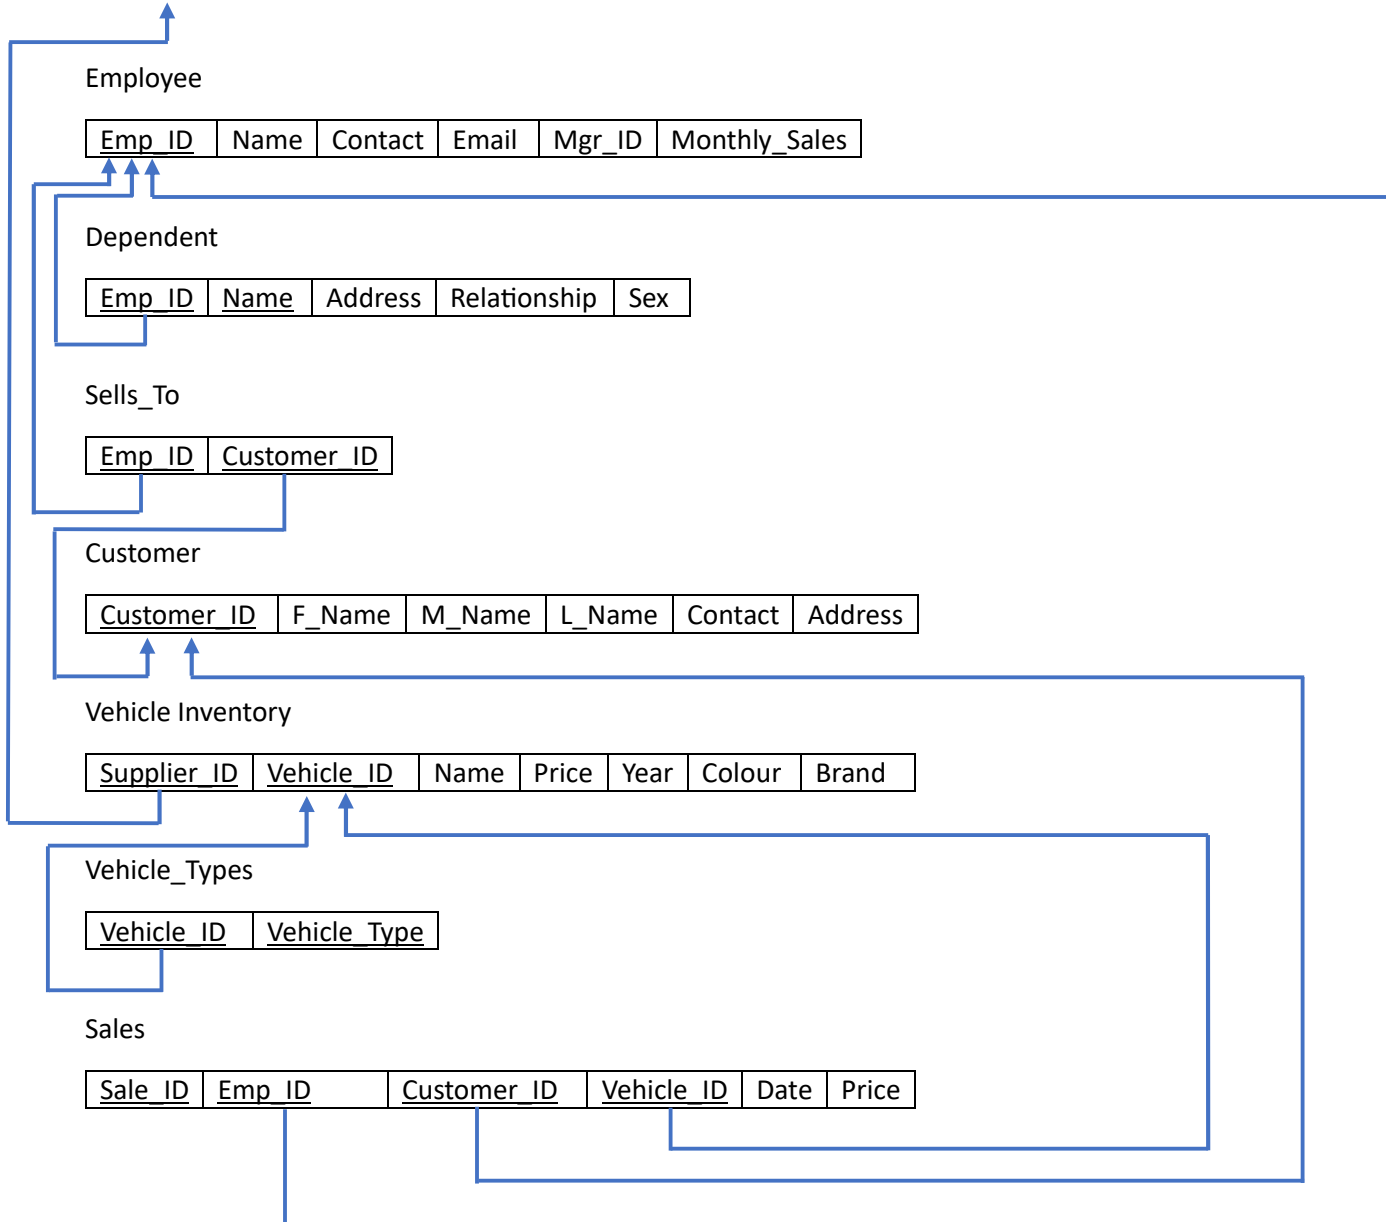 Employee
Emp_ID Name Contact Email Mgr_ID Monthly_Sales
Dependent
Emp_ID Name Address Relationship Sex
Sells_To
Emp_ID Customer_ID
Customer
Customer_ID F_Name M_Name L_Name Contact Address
Vehicle Inventory
Supplier_ID Vehicle_ID Name Price Year Colour Brand
Vehicle_Types
Vehicle_ID Vehicle_Type
Sales
Sale_ID Emp_ID Customer_ID Vehicle_ID Date Price